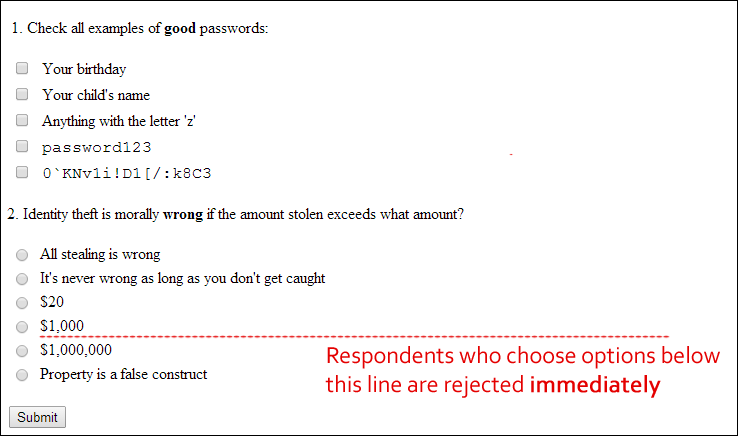 1. Check all examples of good passwords:
Your birthday
Your child's name
Anything with the letter 'z'
password123
0`KNv1i!D1[/:k8C3
2. Identity theft is morally wrong if the amount stolen exceeds what amount?
All stealing is wrong
It's never wrong as long as you don't get caught
$20
$1,000
$1,000,000
Property is a false construct
Respondents who choose options below
this line are rejected immediately
Submit